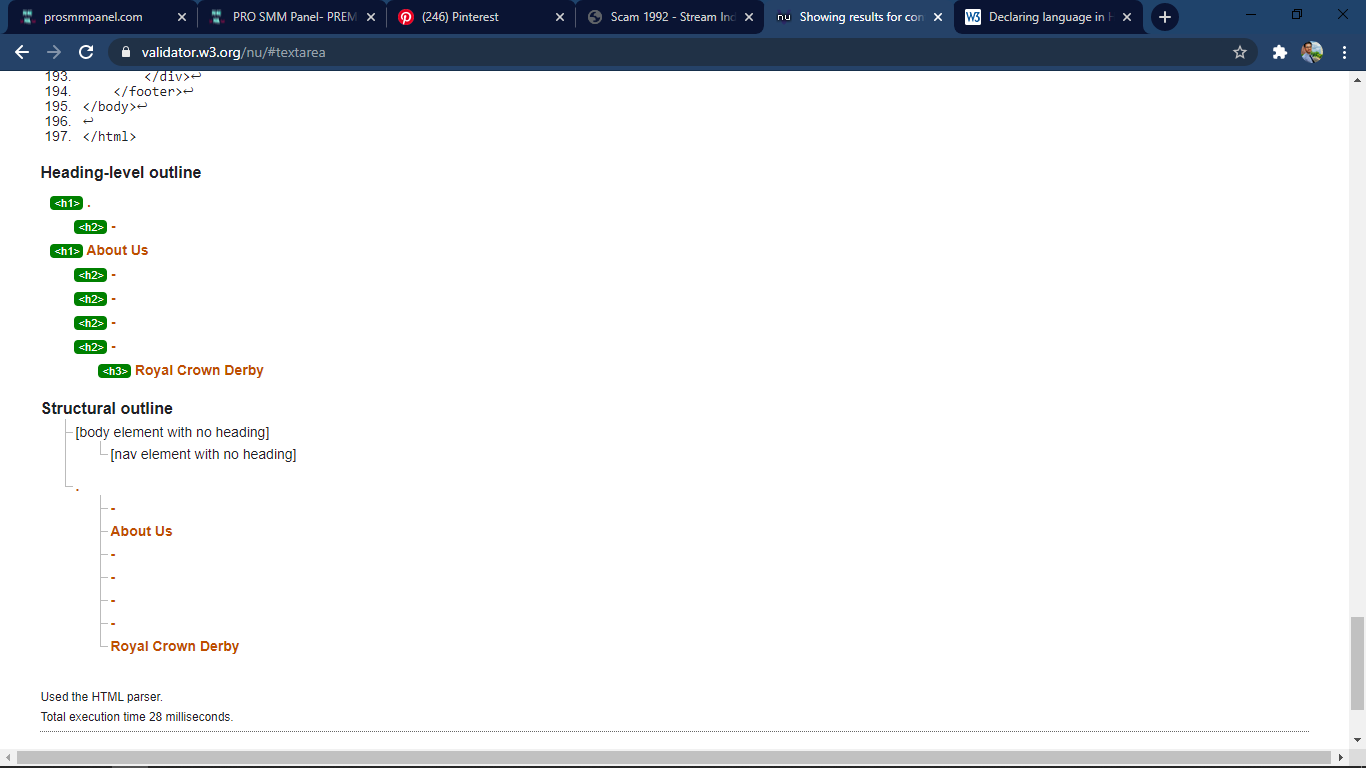 prosmmpanel.com
PRO SMM Panel- PREM
(246) Pinterest
Scam 1992 - Stream Ind
Showing results for con
Declaring language in H
validator.w3.org/nu/#textarea
193. </div>↩
194. </footer>↩
195. </body>↩
196. ↩
197. </html>
Heading-level outline
<h1> .
<h2> -
<h1> About Us
<h2> -
<h2> -
<h2> -
<h2> -
<h3> Royal Crown Derby
Structural outline
[body element with no heading]
[nav element with no heading]
.
-
About Us
-
-
-
-
Royal Crown Derby
Used the HTML parser.
Total execution time 28 milliseconds.